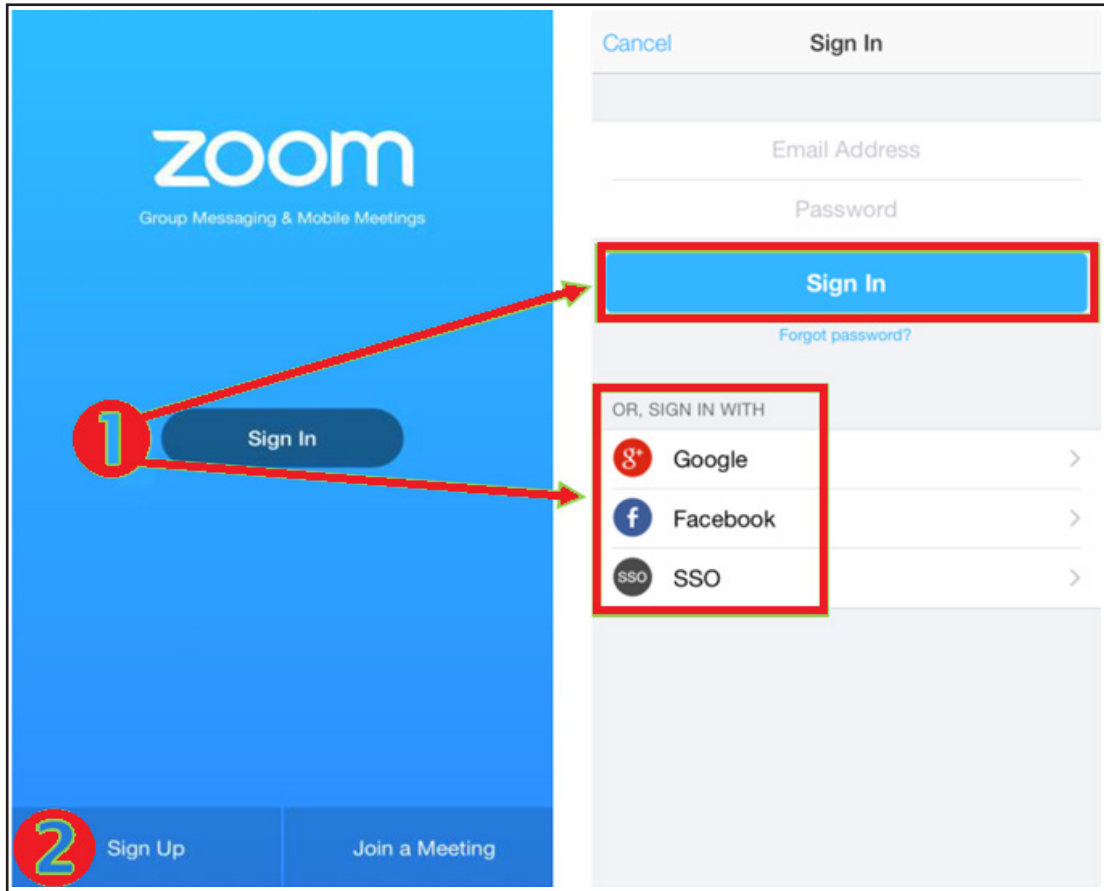 zoom
Group Messaging & Mobile Meetings
1
Sign In
2
Sign Up
Join a Meeting
Cancel
Sign In
Email Address
Password
Sign In
Forgot password?
OR, SIGN IN WITH
g+ Google
f Facebook
SSO SSO